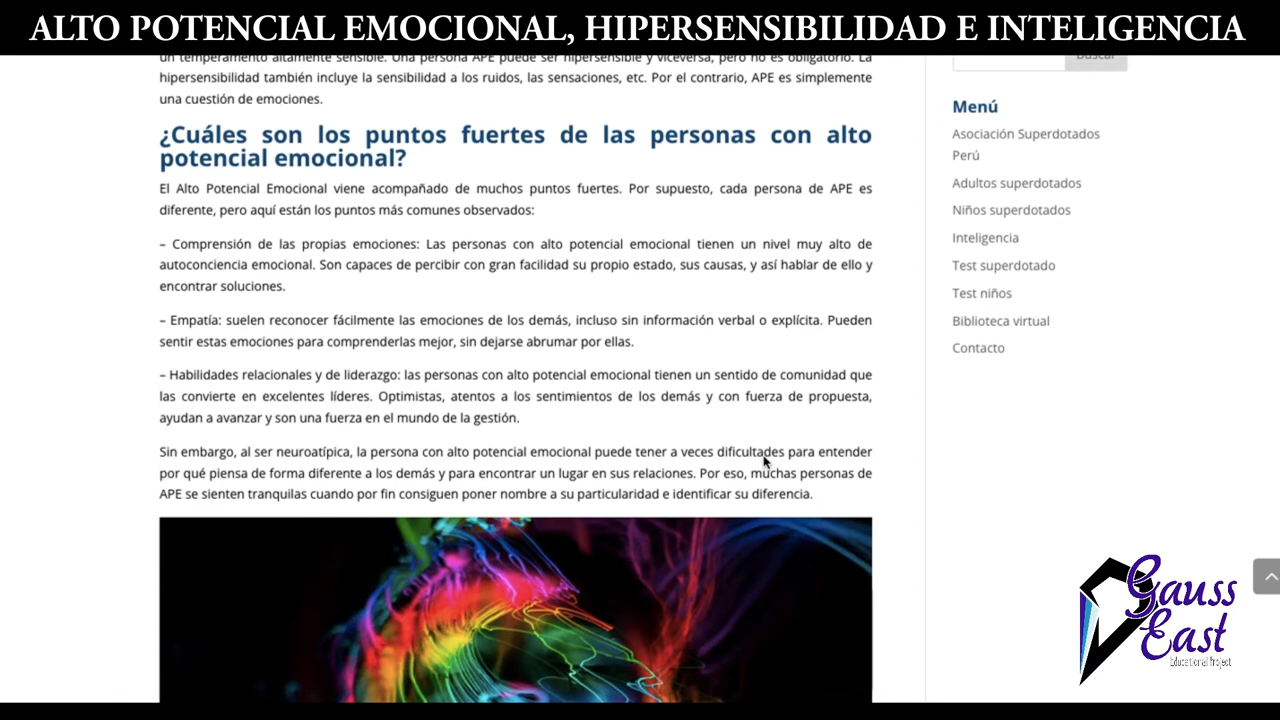 ALTO POTENCIAL EMOCIONAL, HIPERSENSIBILIDAD E INTELIGENCIA
un temperamento altamente sensible. Una persona APE puede ser hipersensible y viceversa, pero no es obligatorio. La
hipersensibilidad también incluye la sensibilidad a los ruidos, las sensaciones, etc. Por el contrario, APE es simplemente
una cuestión de emociones.
¿Cuáles son los puntos fuertes de las personas con alto
potencial emocional?
El Alto Potencial Emocional viene acompañado de muchos puntos fuertes. Por supuesto, cada persona de APE es
diferente, pero aquí están los puntos más comunes observados:
– Comprensión de las propias emociones: Las personas con alto potencial emocional tienen un nivel muy alto de
autoconciencia emocional. Son capaces de percibir con gran facilidad su propio estado, sus causas, y así hablar de ello y
encontrar soluciones.
– Empatía: suelen reconocer fácilmente las emociones de los demás, incluso sin información verbal o explícita. Pueden
sentir estas emociones para comprenderlas mejor, sin dejarse abrumar por ellas.
– Habilidades relacionales y de liderazgo: las personas con alto potencial emocional tienen un sentido de comunidad que
las convierte en excelentes líderes. Optimistas, atentos a los sentimientos de los demás y con fuerza de propuesta,
ayudan a avanzar y son una fuerza en el mundo de la gestión.
Sin embargo, al ser neuroatípica, la persona con alto potencial emocional puede tener a veces dificultades para entender
por qué piensa de forma diferente a los demás y para encontrar un lugar en sus relaciones. Por eso, muchas personas de
APE se sienten tranquilas cuando por fin consiguen poner nombre a su particularidad e identificar su diferencia.
Buscar
Menú
Asociación Superdotados
Perú
Adultos superdotados
Niños superdotados
Inteligencia
Test superdotado
Test niños
Biblioteca virtual
Contacto
Gauss
East
Educational Project